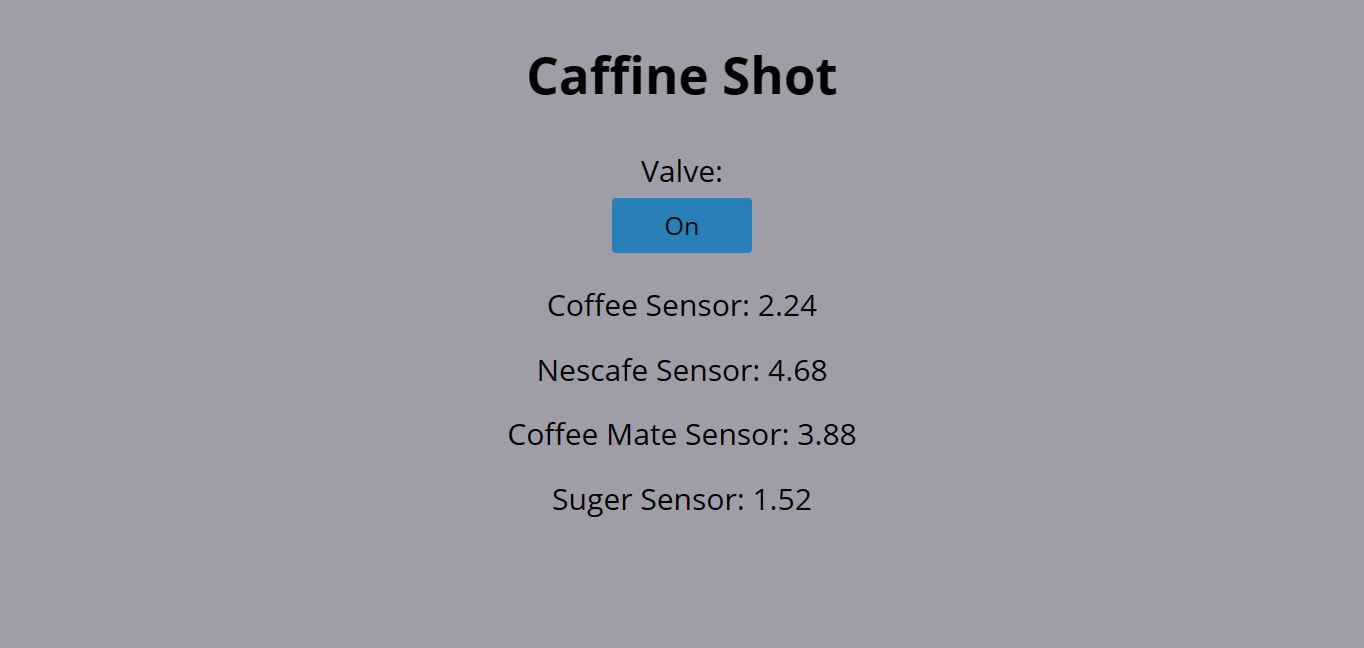 Caffine Shot
Valve:
On
Coffee Sensor: 2.24
Nescafe Sensor: 4.68
Coffee Mate Sensor: 3.88
Suger Sensor: 1.52